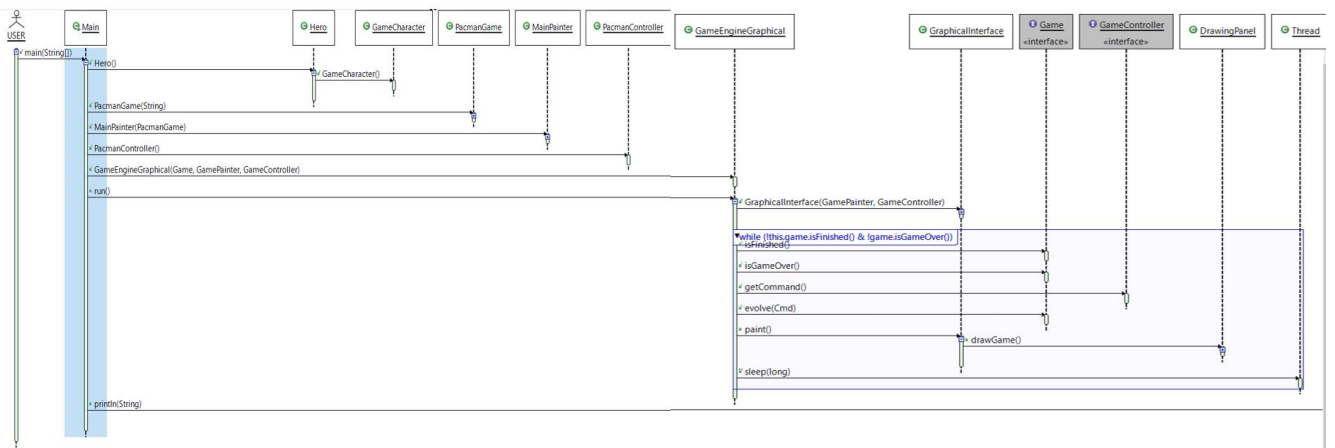 USER
Main
Hero
GameCharacter
PacmanGame
MainPainter
PacmanController
GameEngineGraphical
GraphicalInterface
Game
«interface»
GameController
«interface»
DrawingPanel
Thread
main(String[])
Hero()
GameCharacter()
PacmanGame(String)
MainPainter(PacmanGame)
PacmanController()
GameEngineGraphical(Game, GamePainter, GameController)
run()
GraphicalInterface(GamePainter, GameController)
while (!this.game.isFinished() & !game.isGameOver())
isFinished()
isGameOver()
getCommand()
evolve(Cmd)
paint()
drawGame()
sleep(long)
println(String)